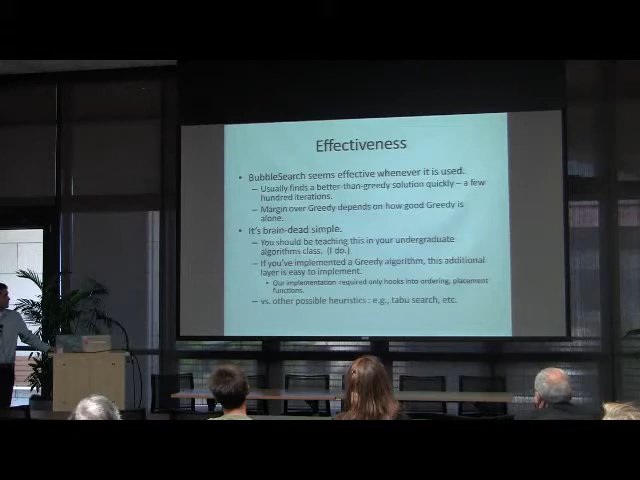 Effectiveness
• BubbleSearch seems effective whenever it is used.
– Usually finds a better-than-greedy solution quickly – a few
hundred iterations.
– Margin over Greedy depends on how good Greedy is
alone.
• It's brain-dead simple.
– You should be teaching this in your undergraduate
algorithms class. (I do.)
– If you've implemented a Greedy algorithm, this additional
layer is easy to implement.
• Our implementation required only hooks into ordering, placement
functions.
– vs. other possible heuristics : e.g., tabu search, etc.